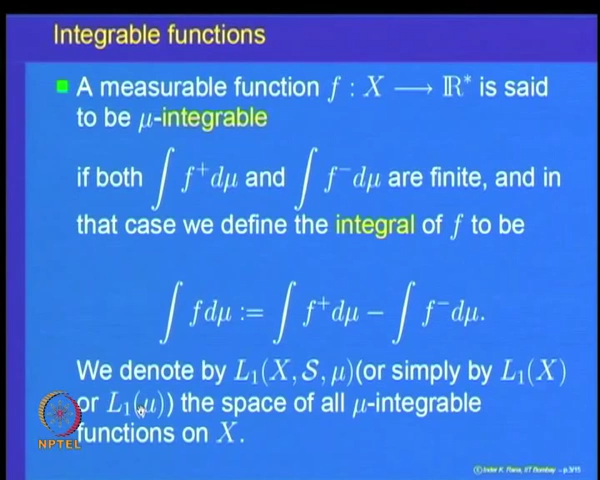 Integrable functions
A measurable function f : X ⟶ ℝ* is said
to be μ-integrable
if both ∫ f⁺dμ and ∫ f⁻dμ are finite, and in
that case we define the integral of f to be
∫ fdμ := ∫ f⁺dμ − ∫ f⁻dμ.
We denote by L₁(X, 𝒮, μ)(or simply by L₁(X)
or L₁(μ)) the space of all μ-integrable
functions on X.
NPTEL
© Inder K. Rana, IIT Bombay – p.3/15